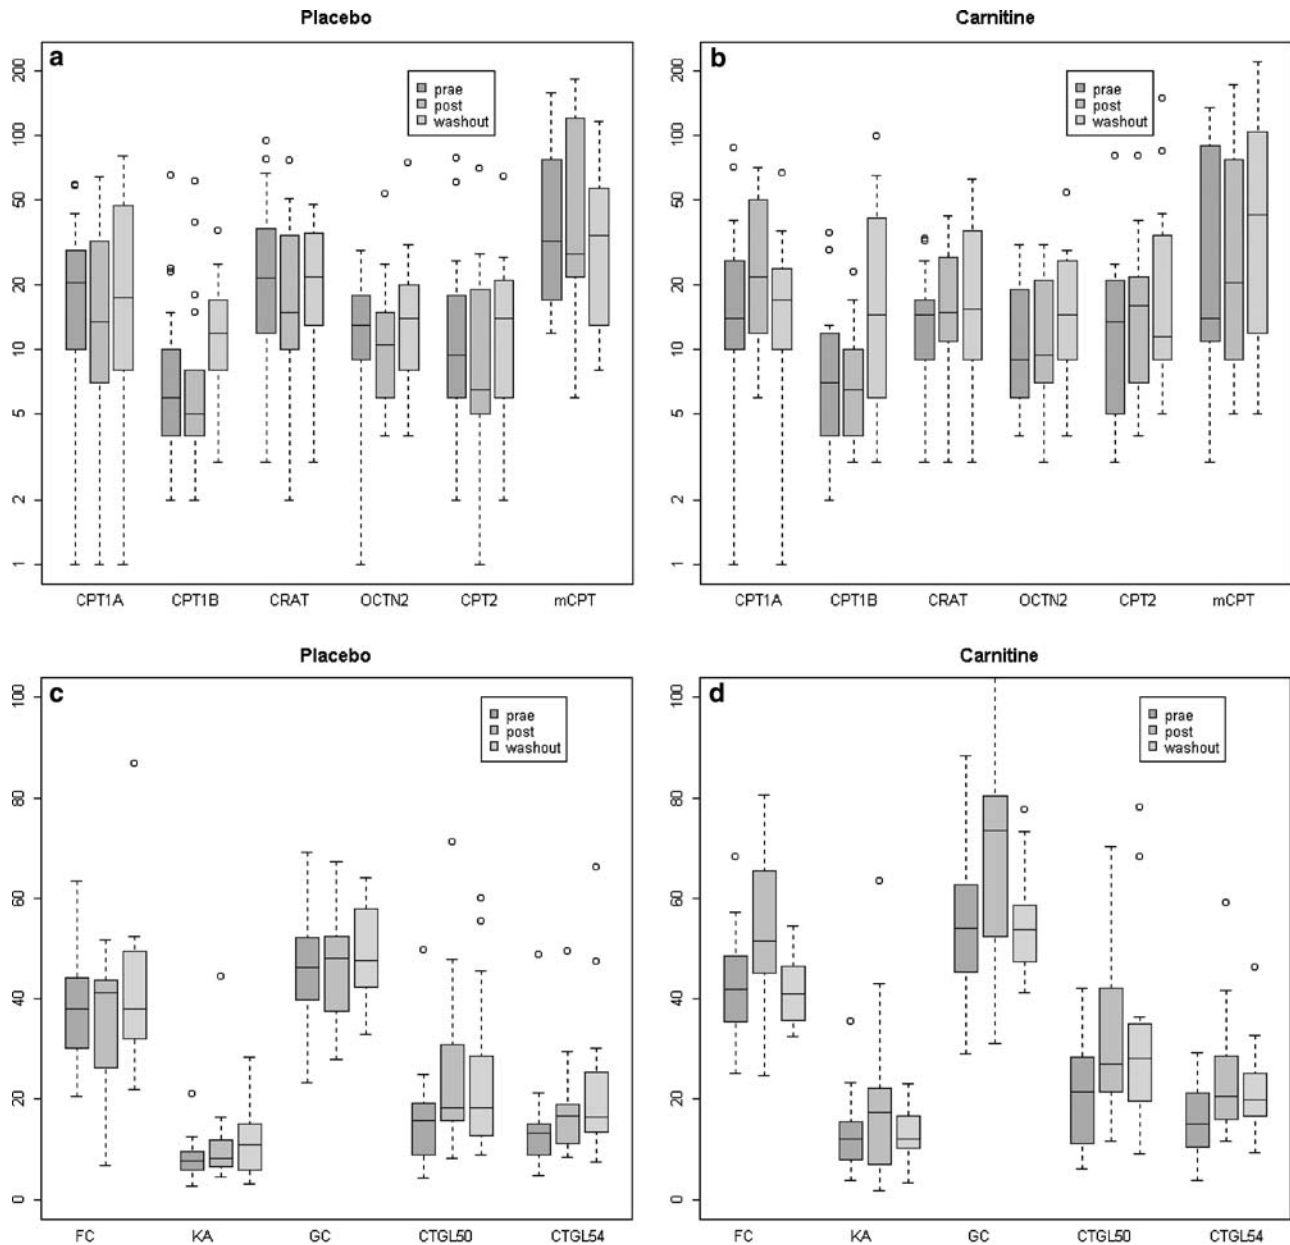 Placebo
a
prae
post
washout
200
100
50
20
10
5
2
1
CPT1A CPT1B CRAT OCTN2 CPT2 mCPT
Carnitine
b
prae
post
washout
200
100
50
20
10
5
2
1
CPT1A CPT1B CRAT OCTN2 CPT2 mCPT
Placebo
c
prae
post
washout
100
80
60
40
20
0
FC KA GC CTGL50 CTGL54
Carnitine
d
prae
post
washout
100
80
60
40
20
0
FC KA GC CTGL50 CTGL54